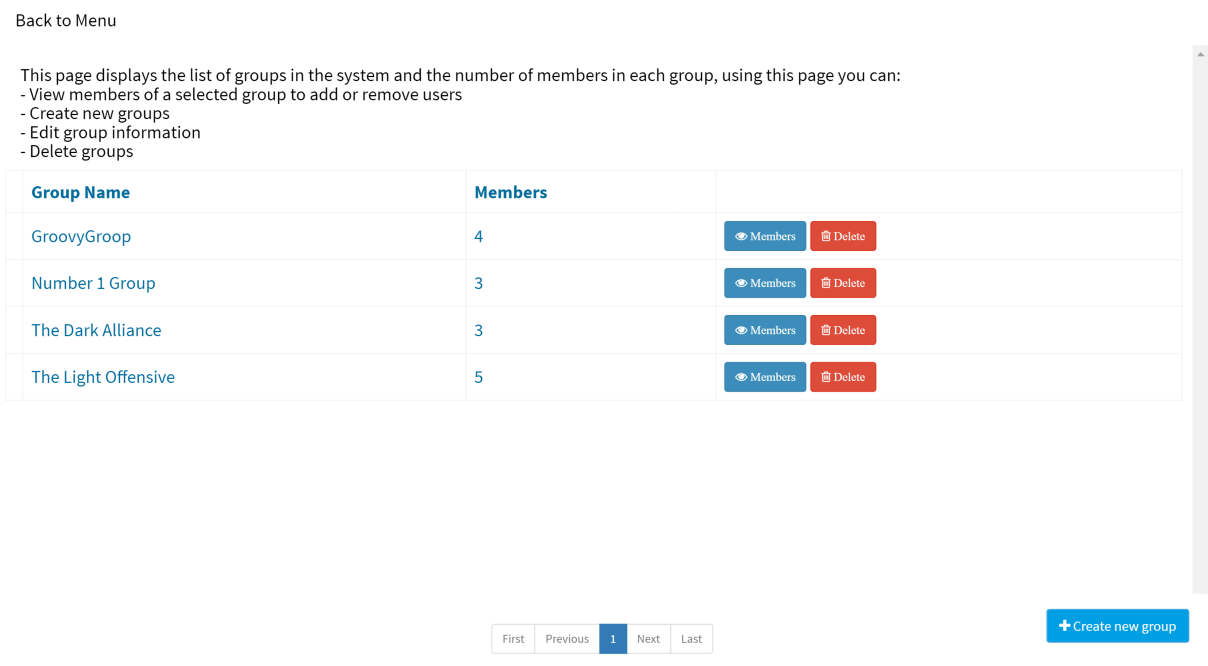 Back to Menu
This page displays the list of groups in the system and the number of members in each group, using this page you can:
- View members of a selected group to add or remove users
- Create new groups
- Edit group information
- Delete groups
Group Name Members
GroovyGroop 4 Members Delete
Number 1 Group 3 Members Delete
The Dark Alliance 3 Members Delete
The Light Offensive 5 Members Delete
Create new group
First Previous 1 Next Last